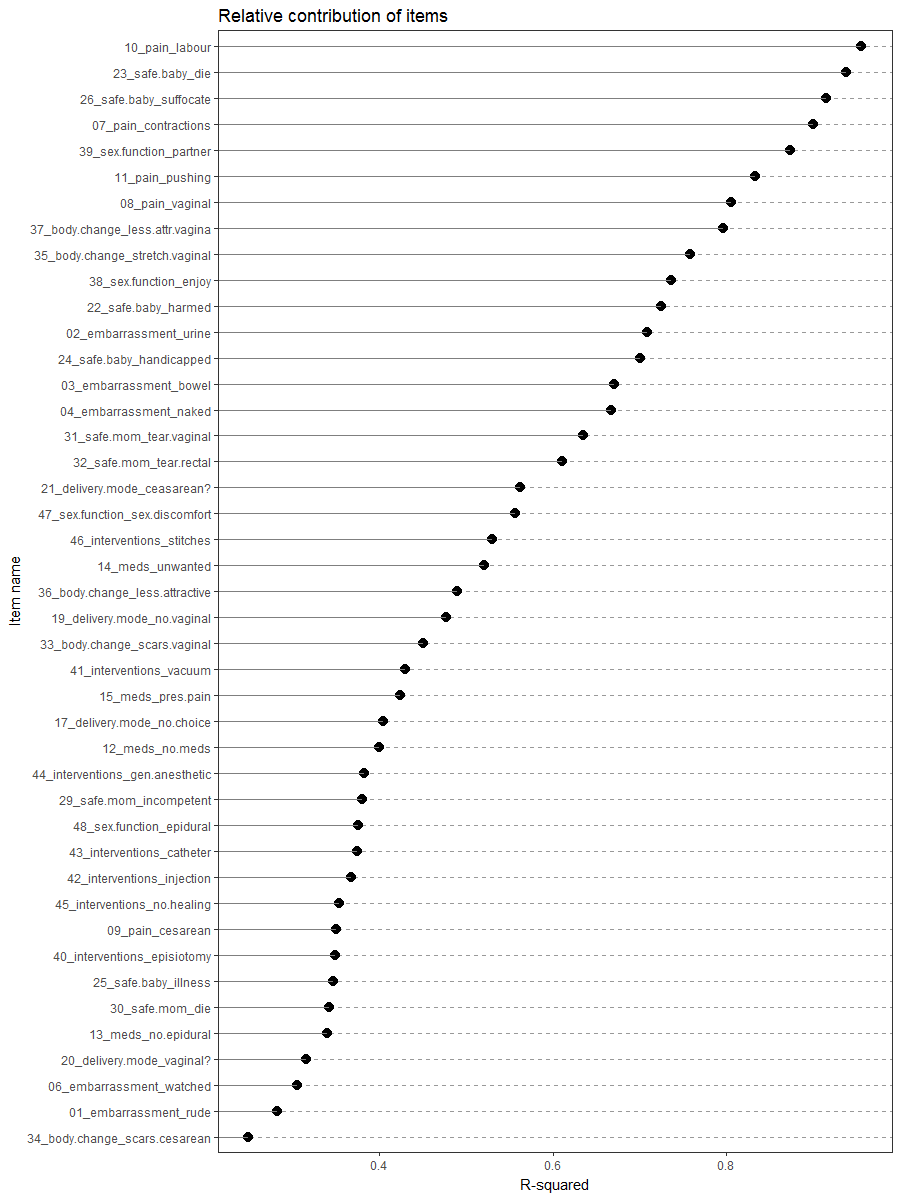 Relative contribution of items
10_pain_labour
23_safe.baby_die
26_safe.baby_suffocate
07_pain_contractions
39_sex.function_partner
11_pain_pushing
08_pain_vaginal
37_body.change_less.attr.vagina
35_body.change_stretch.vaginal
38_sex.function_enjoy
22_safe.baby_harmed
02_embarrassment_urine
24_safe.baby_handicapped
03_embarrassment_bowel
04_embarrassment_naked
31_safe.mom_tear.vaginal
32_safe.mom_tear.rectal
21_delivery.mode_ceasarean?
47_sex.function_sex.discomfort
46_interventions_stitches
14_meds_unwanted
36_body.change_less.attractive
19_delivery.mode_no.vaginal
33_body.change_scars.vaginal
41_interventions_vacuum
15_meds_pres.pain
17_delivery.mode_no.choice
12_meds_no.meds
44_interventions_gen.anesthetic
29_safe.mom_incompetent
48_sex.function_epidural
43_interventions_catheter
42_interventions_injection
45_interventions_no.healing
09_pain_cesarean
40_interventions_episiotomy
25_safe.baby_illness
30_safe.mom_die
13_meds_no.epidural
20_delivery.mode_vaginal?
06_embarrassment_watched
01_embarrassment_rude
34_body.change_scars.cesarean
Item name
0.4 0.6 0.8
R-squared